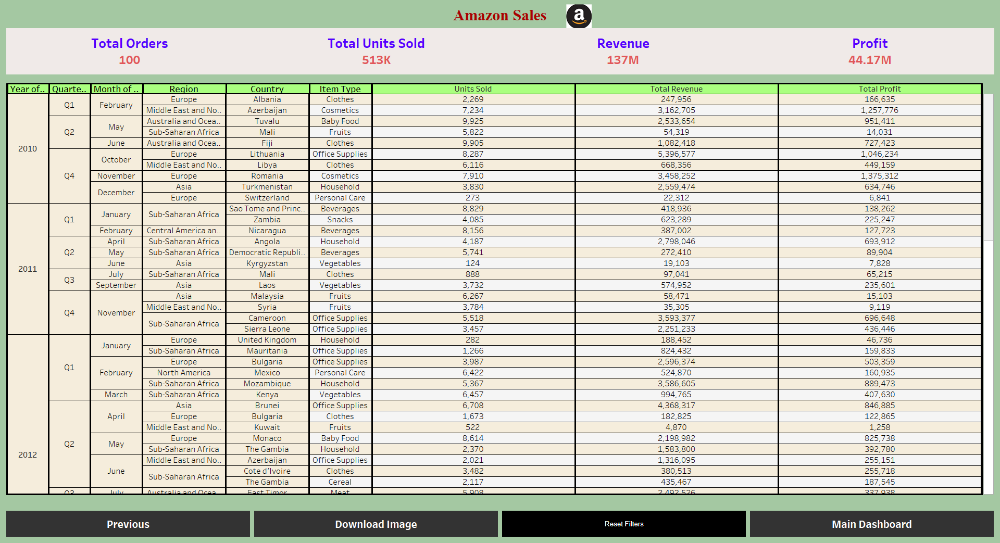 Amazon Sales
a
Total Orders Total Units Sold Revenue Profit
100 513K 137M 44.17M
Year of.. Quarte.. Month of .. Region Country Item Type Units Sold Total Revenue Total Profit
2010 Q1 February Europe Albania Clothes 2,269 247,956 166,635
Middle East and No.. Azerbaijan Cosmetics 7,234 3,162,705 1,257,776
Q2 May Australia and Ocea.. Tuvalu Baby Food 9,925 2,533,654 951,411
Sub-Saharan Africa Mali Fruits 5,822 54,319 14,031
June Australia and Ocea.. Fiji Clothes 9,905 1,082,418 727,423
Q4 October Europe Lithuania Office Supplies 8,287 5,396,577 1,046,234
Middle East and No.. Libya Clothes 6,116 668,356 449,159
November Europe Romania Cosmetics 7,910 3,458,252 1,375,312
December Asia Turkmenistan Household 3,830 2,559,474 634,746
Europe Switzerland Personal Care 273 22,312 6,841
2011 Q1 January Sub-Saharan Africa Sao Tome and Princ.. Beverages 8,829 418,936 138,262
Zambia Snacks 4,085 623,289 225,247
February Central America an.. Nicaragua Beverages 8,156 387,002 127,723
Q2 April Sub-Saharan Africa Angola Household 4,187 2,798,046 693,912
May Sub-Saharan Africa Democratic Republi.. Beverages 5,741 272,410 89,904
June Asia Kyrgyzstan Vegetables 124 19,103 7,828
Q3 July Sub-Saharan Africa Mali Clothes 888 97,041 65,215
September Asia Laos Vegetables 3,732 574,952 235,601
Q4 November Asia Malaysia Fruits 6,267 58,471 15,103
Middle East and No.. Syria Fruits 3,784 35,305 9,119
Sub-Saharan Africa Cameroon Office Supplies 5,518 3,593,377 696,648
Sierra Leone Office Supplies 3,457 2,251,233 436,446
2012 Q1 January Europe United Kingdom Household 282 188,452 46,736
Sub-Saharan Africa Mauritania Office Supplies 1,266 824,432 159,833
February Europe Bulgaria Office Supplies 3,987 2,596,374 503,359
North America Mexico Personal Care 6,422 524,870 160,935
Sub-Saharan Africa Mozambique Household 5,367 3,586,605 889,473
March Sub-Saharan Africa Kenya Vegetables 6,457 994,765 407,630
Q2 April Asia Brunei Office Supplies 6,708 4,368,317 846,885
Europe Bulgaria Clothes 1,673 182,825 122,865
Middle East and No.. Kuwait Fruits 522 4,870 1,258
May Europe Monaco Baby Food 8,614 2,198,982 825,738
Sub-Saharan Africa The Gambia Household 2,370 1,583,800 392,780
June Middle East and No.. Azerbaijan Office Supplies 2,021 1,316,095 255,151
Sub-Saharan Africa Cote d'Ivoire Clothes 3,482 380,513 255,718
The Gambia Cereal 2,117 435,467 187,545
Q3 July Australia and Ocea.. East Timor Meat 5,908 2,492,526 337,938
Previous Download Image Reset Filters Main Dashboard